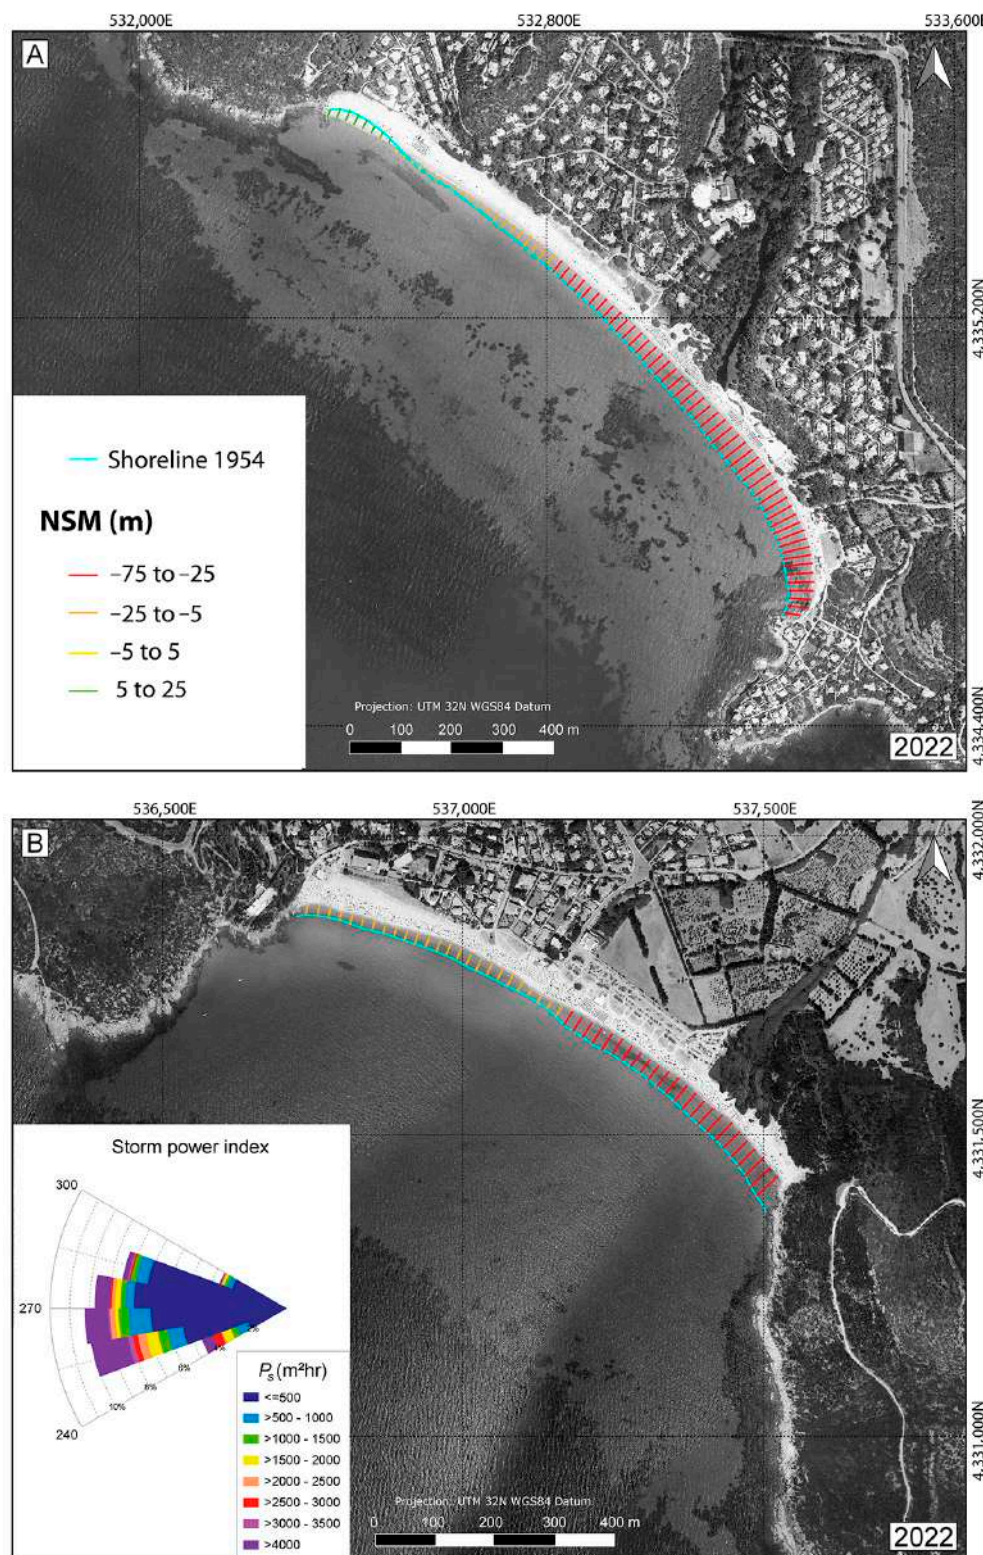 532,000E 532,800E 533,600E
A
4,335,200N
Shoreline 1954
NSM (m)
–75 to –25
–25 to –5
–5 to 5
5 to 25
Projection: UTM 32N WGS84 Datum
0 100 200 300 400 m
4,334,400N
2022
536,500E 537,000E 537,500E
B
4,332,000N
4,331,500N
Storm power index
300
270
240
2%
4%
6%
8%
10%
Pₛ (m²hr)
<=500
>500 - 1000
>1000 - 1500
>1500 - 2000
>2000 - 2500
>2500 - 3000
>3000 - 3500
>4000
4,331,000N
Projection: UTM 32N WGS84 Datum
0 100 200 300 400 m
2022